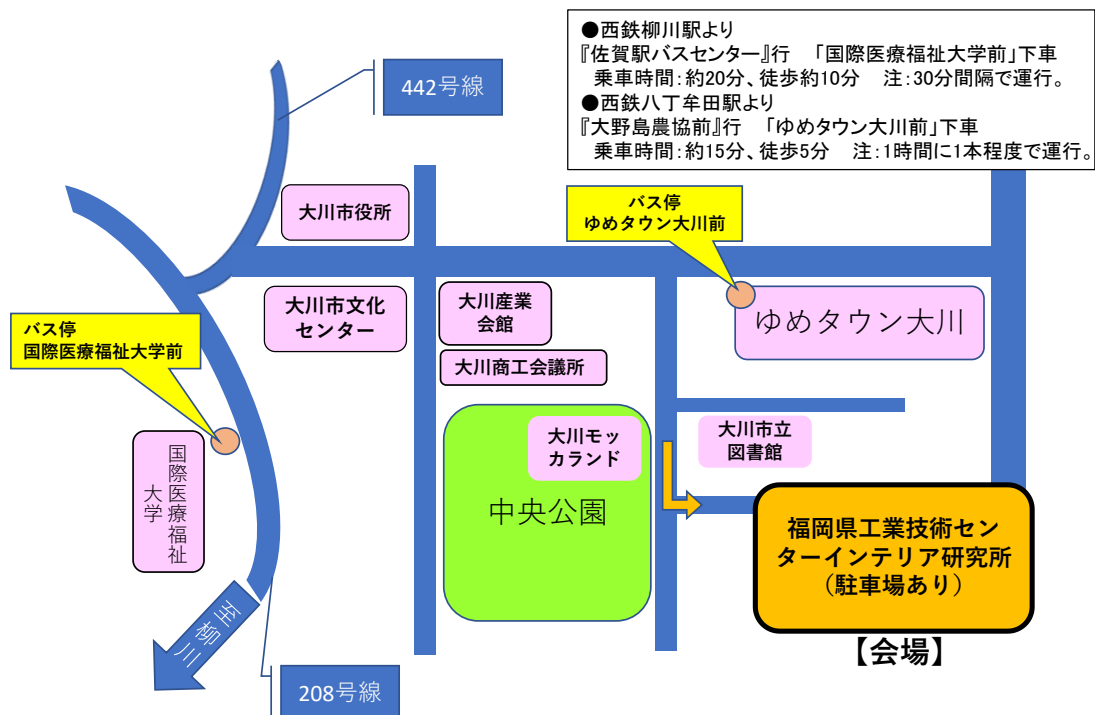 ●西鉄柳川駅より
『佐賀駅バスセンター』行　「国際医療福祉大学前」下車
乗車時間：約20分、徒歩約10分　注：30分間隔で運行。
●西鉄八丁牟田駅より
『大野島農協前』行　「ゆめタウン大川前」下車
乗車時間：約15分、徒歩5分　注：1時間に1本程度で運行。
442号線
大川市役所
バス停
ゆめタウン大川前
大川市文化
センター
大川産業
会館
ゆめタウン大川
バス停
国際医療福祉大学前
大川商工会議所
大川モッ
カランド
大川市立
図書館
国際医療福祉
大学
中央公園
福岡県工業技術セン
ターインテリア研究所
（駐車場あり）
【会場】
至柳川
208号線